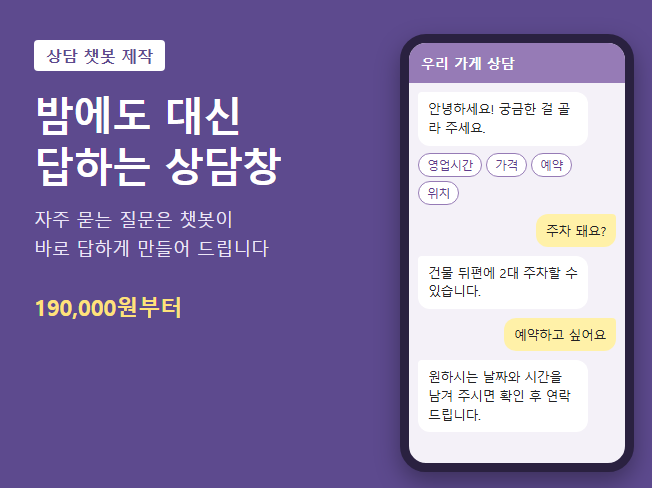 상담 챗봇 제작
밤에도 대신
답하는 상담창
자주 묻는 질문은 챗봇이
바로 답하게 만들어 드립니다
190,000원부터
우리 가게 상담
안녕하세요! 궁금한 걸 골
라 주세요.
영업시간 가격 예약
위치
주차 돼요?
건물 뒤편에 2대 주차할 수
있습니다.
예약하고 싶어요
원하시는 날짜와 시간을
남겨 주시면 확인 후 연락
드립니다.